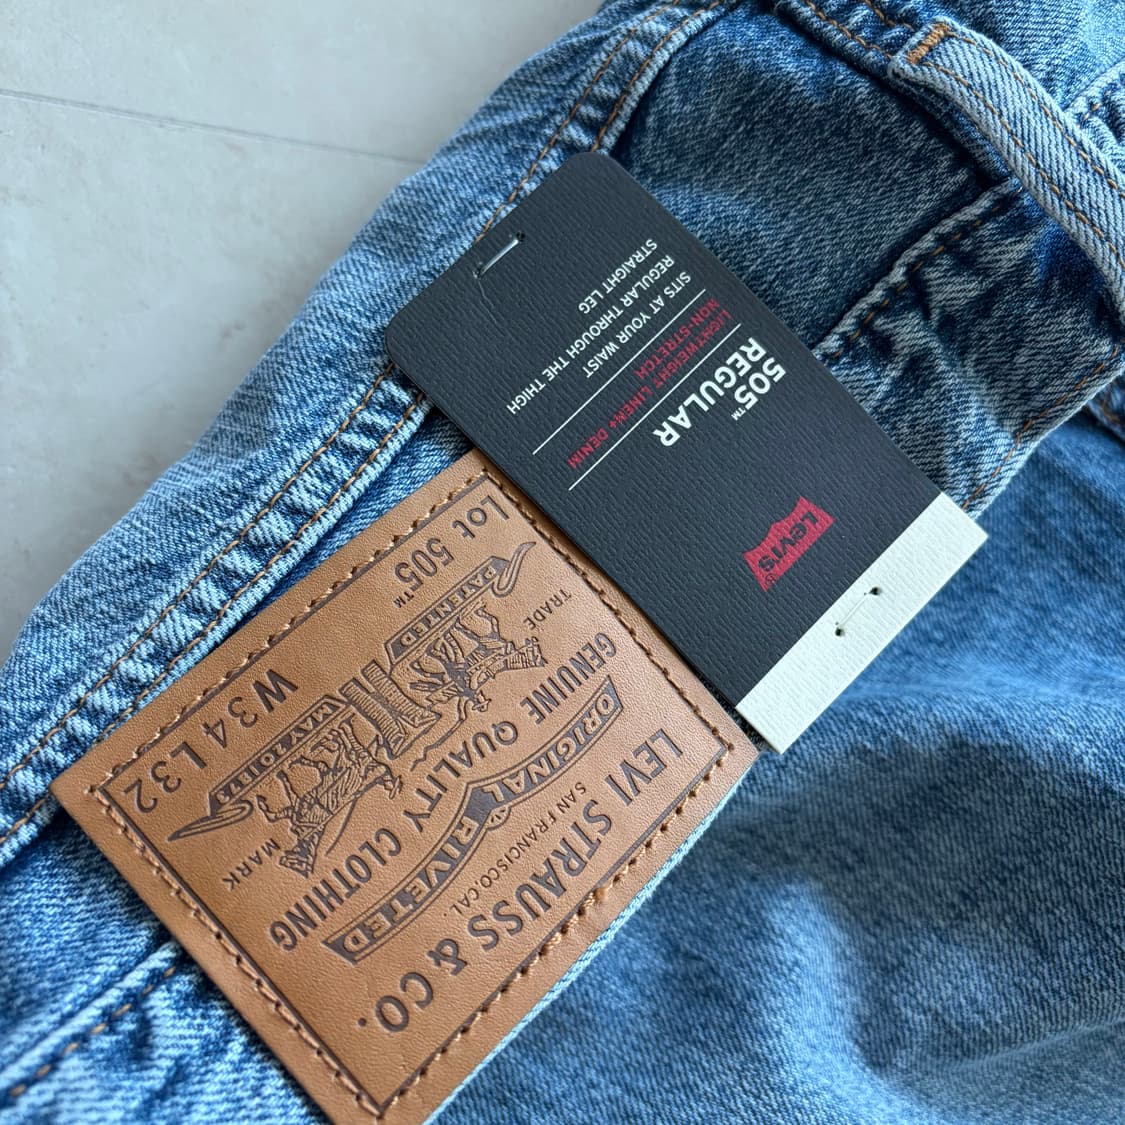 505™
REGULAR
LIGHTWEIGHT LINEN+ DENIM
NON-STRETCH
SITS AT YOUR WAIST
REGULAR THROUGH THE THIGH
STRAIGHT LEG
Levi's®
LEVI STRAUSS & CO.
SAN FRANCISCO.CAL.
ORIGINAL RIVETED
GENUINE QUALITY CLOTHING
TRADE MARK
PATENTED MAY 20 1873
Lot 505™ W34 L32